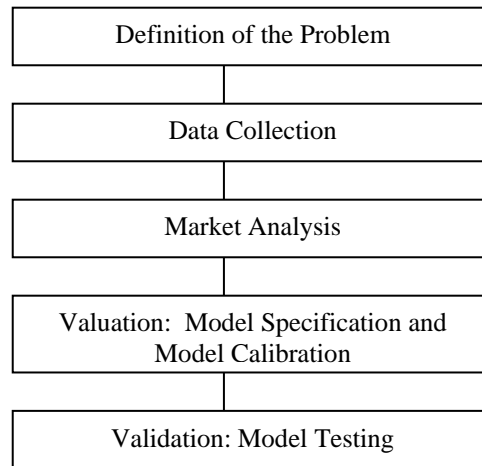 Definition of the Problem
Data Collection
Market Analysis
Valuation:  Model Specification and
Model Calibration
Validation: Model Testing